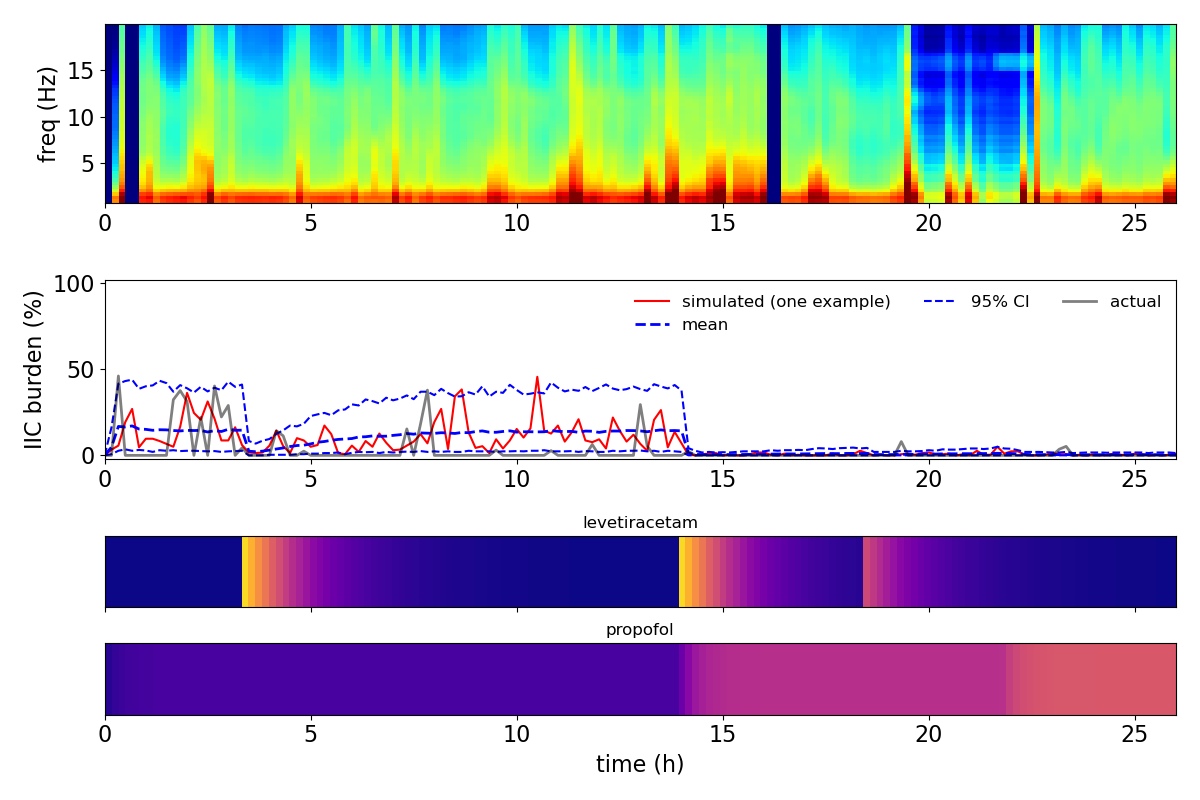 freq (Hz)
15
10
5
0 5 10 15 20 25
IIC burden (%)
100
50
0
simulated (one example) 95% CI actual
mean
0 5 10 15 20 25
levetiracetam
propofol
0 5 10 15 20 25
time (h)